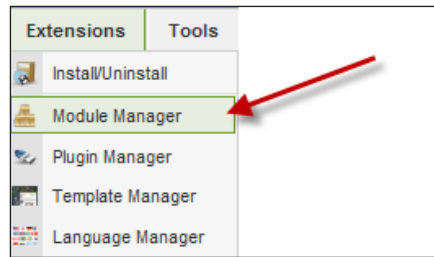 Extensions Tools
Install/Uninstall
Module Manager
Plugin Manager
Template Manager
Language Manager